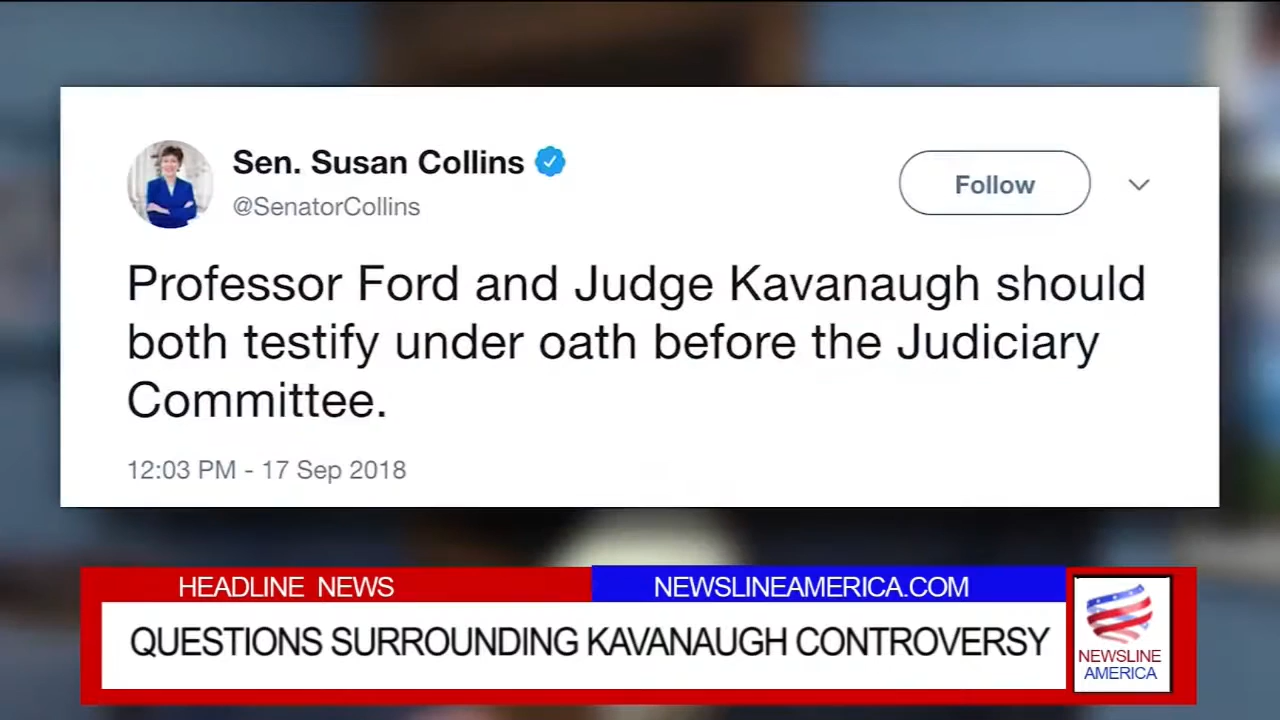 Sen. Susan Collins
@SenatorCollins
Follow
Professor Ford and Judge Kavanaugh should
both testify under oath before the Judiciary
Committee.
12:03 PM - 17 Sep 2018
HEADLINE NEWS
NEWSLINEAMERICA.COM
QUESTIONS SURROUNDING KAVANAUGH CONTROVERSY
NEWSLINE
AMERICA